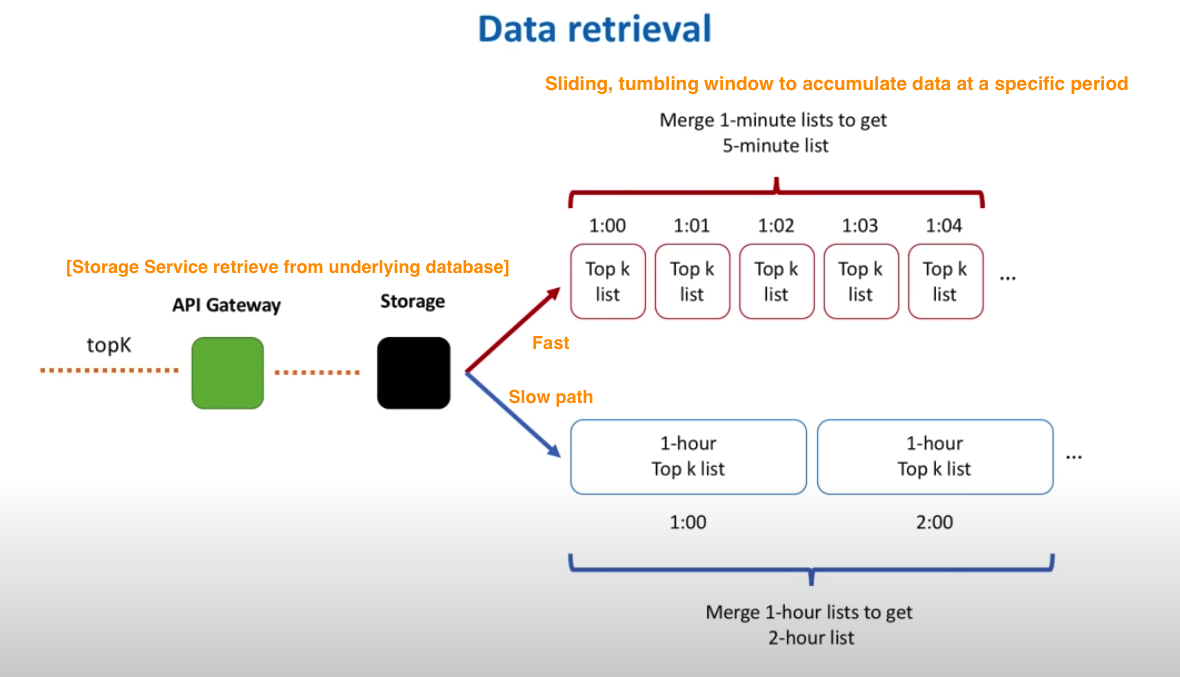 Data retrieval
Sliding, tumbling window to accumulate data at a specific period
Merge 1-minute lists to get
5-minute list
1:00
1:01
1:02
1:03
1:04
Top k
list
Top k
list
Top k
list
Top k
list
Top k
list
...
[Storage Service retrieve from underlying database]
API Gateway
Storage
topK
Fast
Slow path
1-hour
Top k list
1-hour
Top k list
...
1:00
2:00
Merge 1-hour lists to get
2-hour list